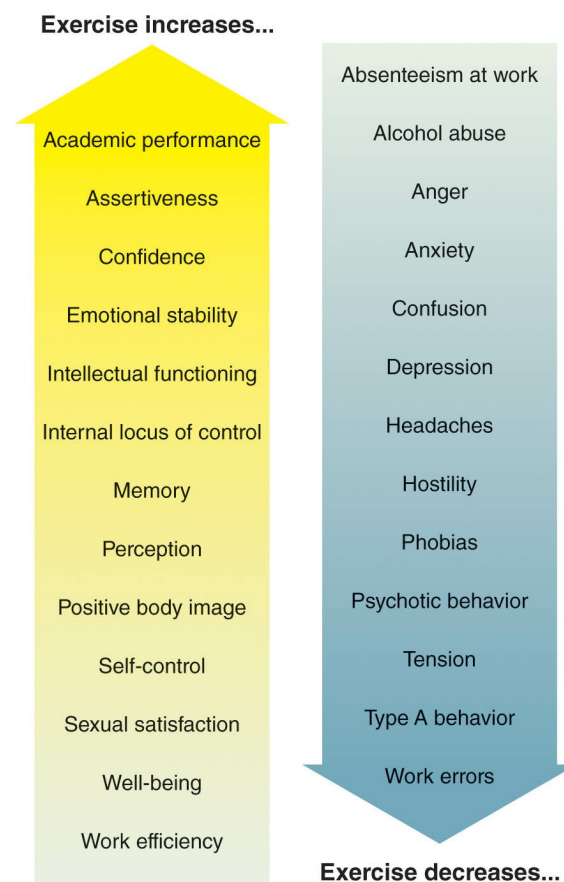 Exercise increases...
Academic performance
Assertiveness
Confidence
Emotional stability
Intellectual functioning
Internal locus of control
Memory
Perception
Positive body image
Self-control
Sexual satisfaction
Well-being
Work efficiency
Absenteeism at work
Alcohol abuse
Anger
Anxiety
Confusion
Depression
Headaches
Hostility
Phobias
Psychotic behavior
Tension
Type A behavior
Work errors
Exercise decreases...